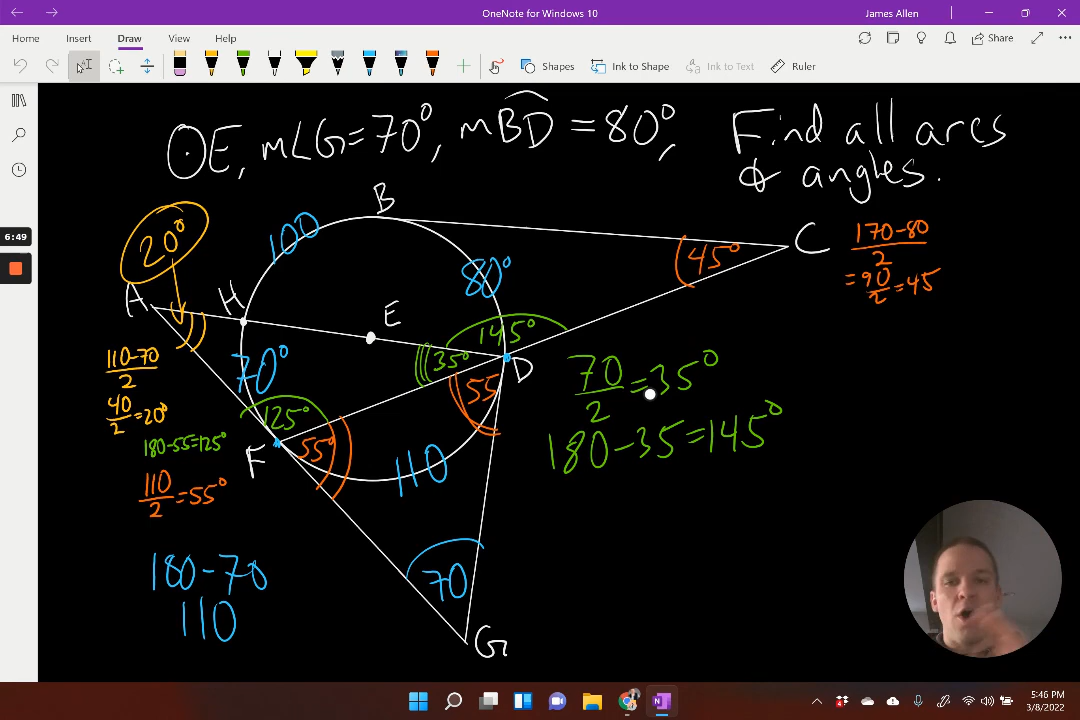 OneNote for Windows 10
James Allen
Home Insert Draw View Help
Share
Shapes Ink to Shape Ink to Text Ruler
⊙E, m∠G=70°, mBD = 80°, Find all arcs
& angles.
6:49
20°
100
B
80°
C
170-80
2
= 90 = 45
2
45°
A
H
E
145°
35°
D
70°
110-70
2
40 = 20°
2
125°
180-55=125°
F
55°
55
110
110 = 55°
2
70 = 35°
2
180-35=145°
180-70
110
70
G
4
5:46 PM
3/8/2022